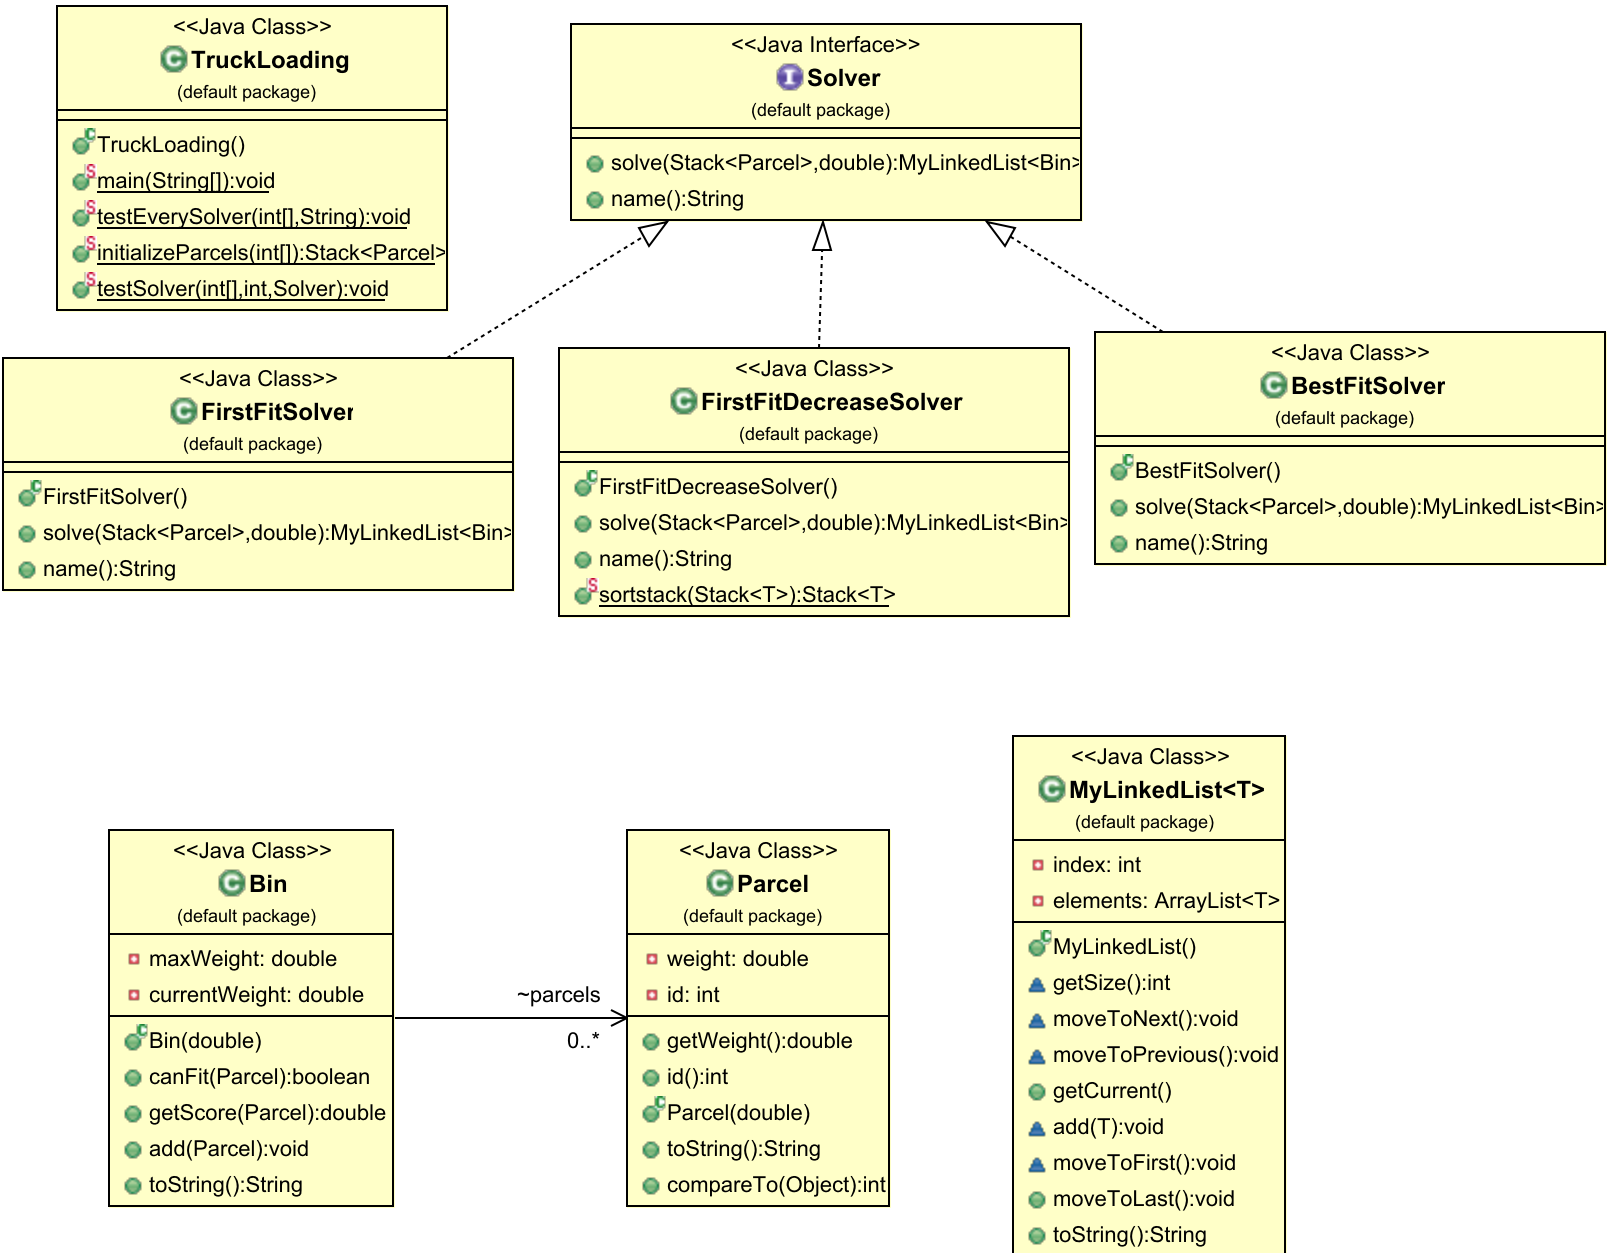 <<Java Class>>
C TruckLoading
(default package)
C TruckLoading()
S main(String[]):void
S testEverySolver(int[],String):void
S initializeParcels(int[]):Stack<Parcel>
S testSolver(int[],int,Solver):void
<<Java Interface>>
I Solver
(default package)
solve(Stack<Parcel>,double):MyLinkedList<Bin>
name():String
<<Java Class>>
C FirstFitSolver
(default package)
C FirstFitSolver()
solve(Stack<Parcel>,double):MyLinkedList<Bin>
name():String
<<Java Class>>
C FirstFitDecreaseSolver
(default package)
C FirstFitDecreaseSolver()
solve(Stack<Parcel>,double):MyLinkedList<Bin>
name():String
S sortstack(Stack<T>):Stack<T>
<<Java Class>>
C BestFitSolver
(default package)
C BestFitSolver()
solve(Stack<Parcel>,double):MyLinkedList<Bin>
name():String
<<Java Class>>
C Bin
(default package)
maxWeight: double
currentWeight: double
C Bin(double)
canFit(Parcel):boolean
getScore(Parcel):double
add(Parcel):void
toString():String
~parcels
0..*
<<Java Class>>
C Parcel
(default package)
weight: double
id: int
getWeight():double
id():int
C Parcel(double)
toString():String
compareTo(Object):int
<<Java Class>>
C MyLinkedList<T>
(default package)
index: int
elements: ArrayList<T>
C MyLinkedList()
getSize():int
moveToNext():void
moveToPrevious():void
getCurrent()
add(T):void
moveToFirst():void
moveToLast():void
toString():String